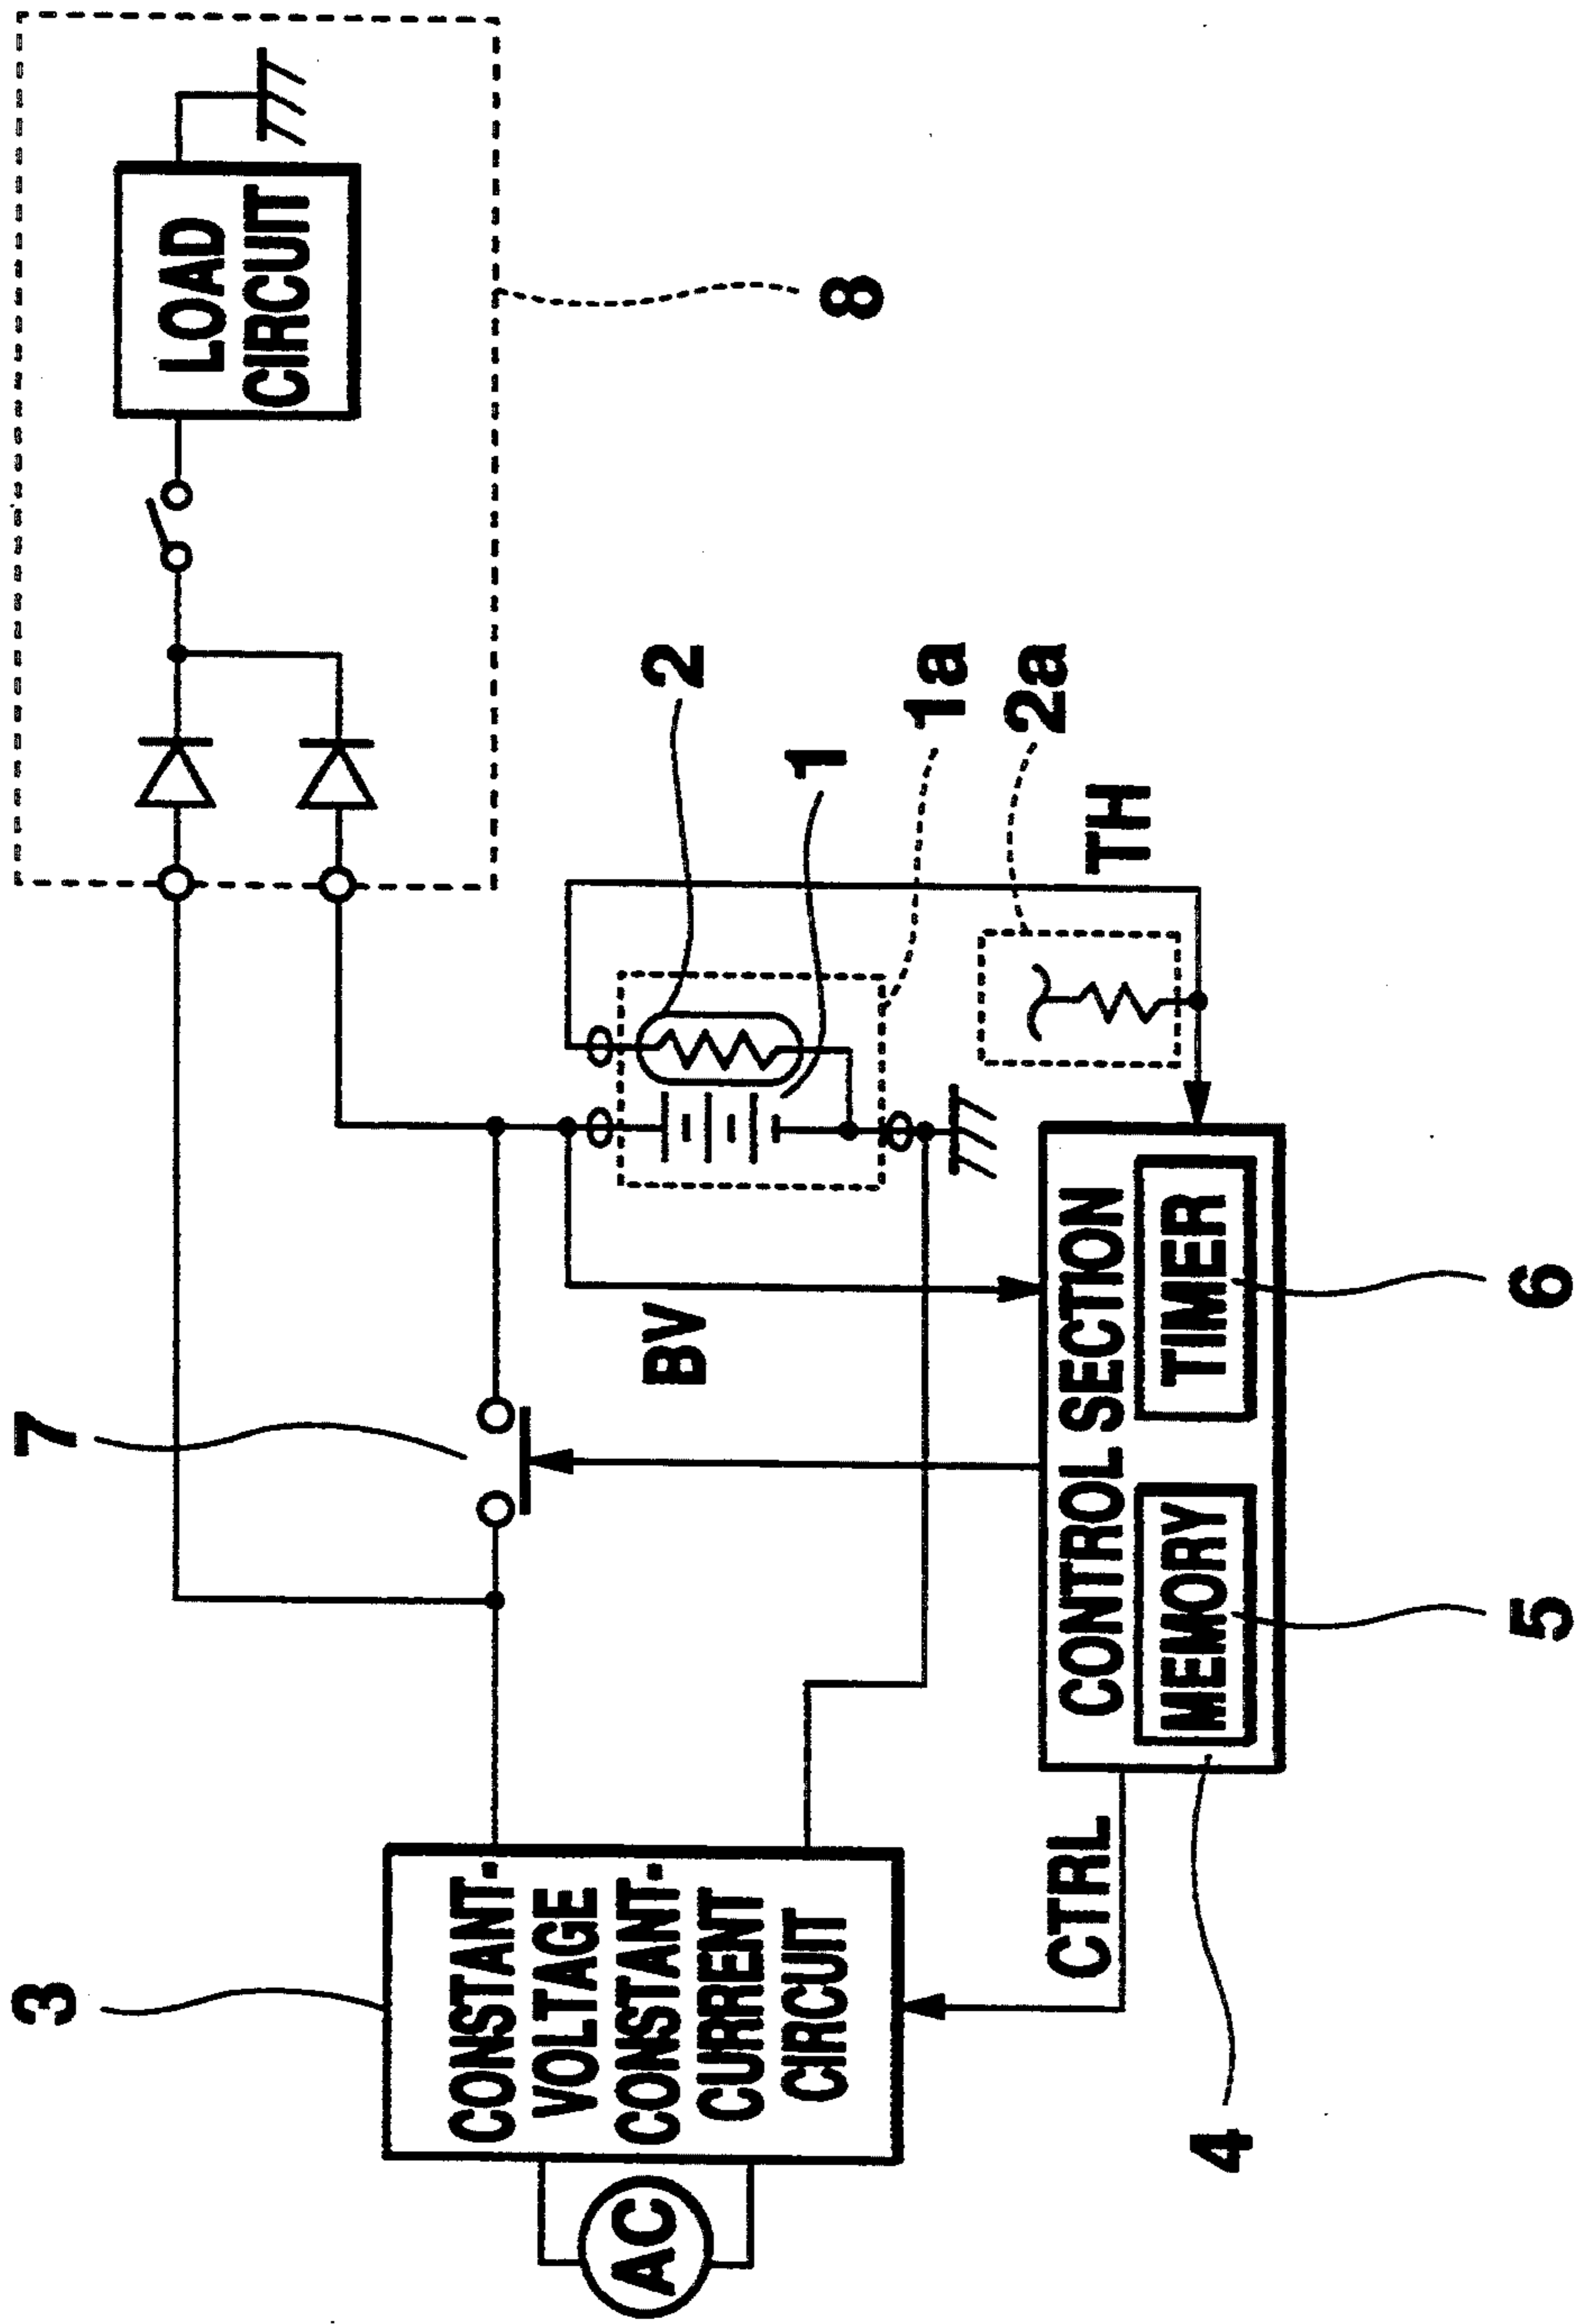 3
7
8
LOAD
CIRCUIT
CONSTANT-
VOLTAGE
CONSTANT-
CURRENT
CIRCUIT
AC
BV
2
1
1a
2a
TH
CTRL
CONTROL SECTION
MEMORY
TIMER
4
5
6